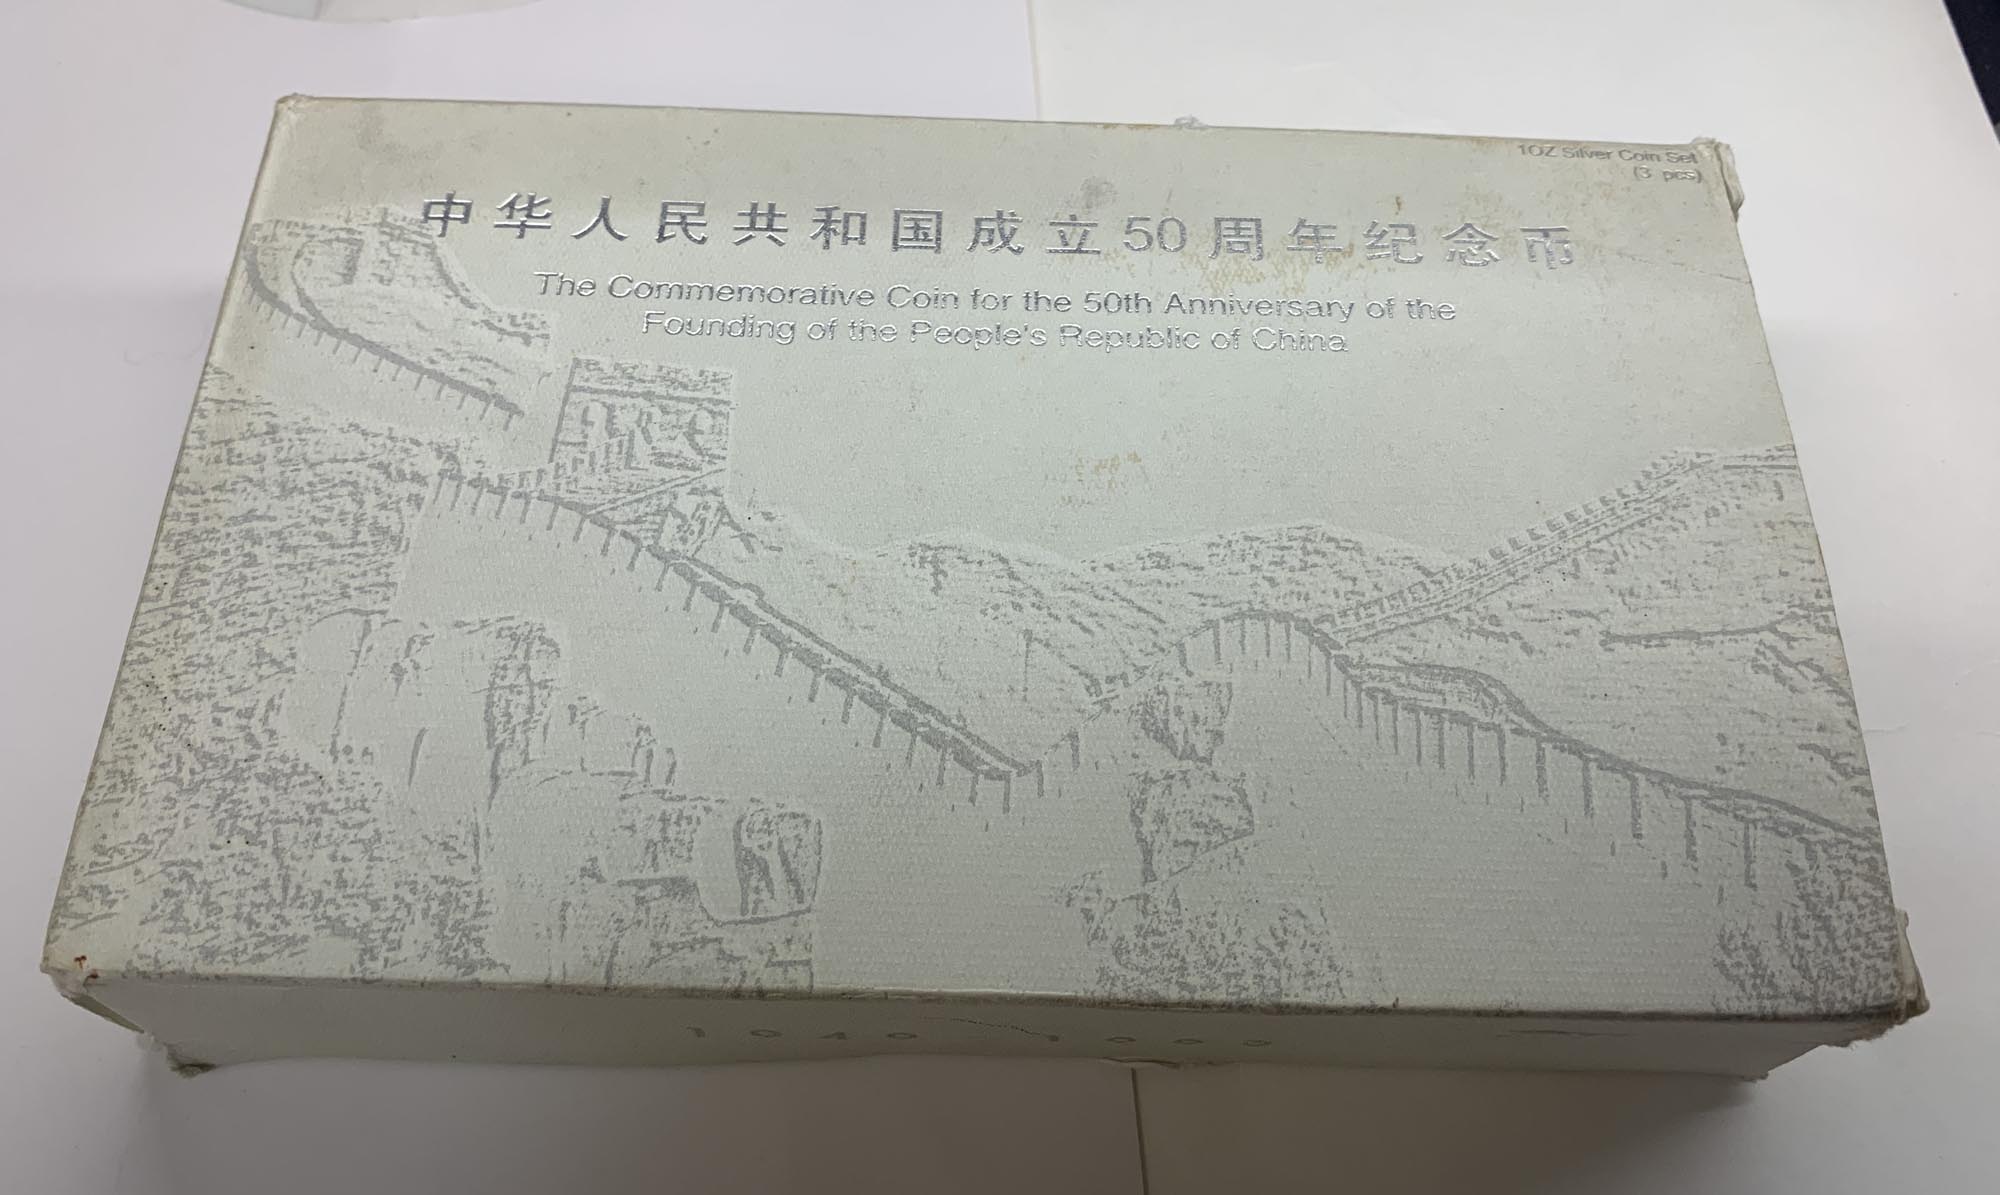 1OZ Silver Coin Set
(3 pcs)
中华人民共和国成立50周年纪念币
The Commemorative Coin for the 50th Anniversary of the
Founding of the People's Republic of China
1949 1999